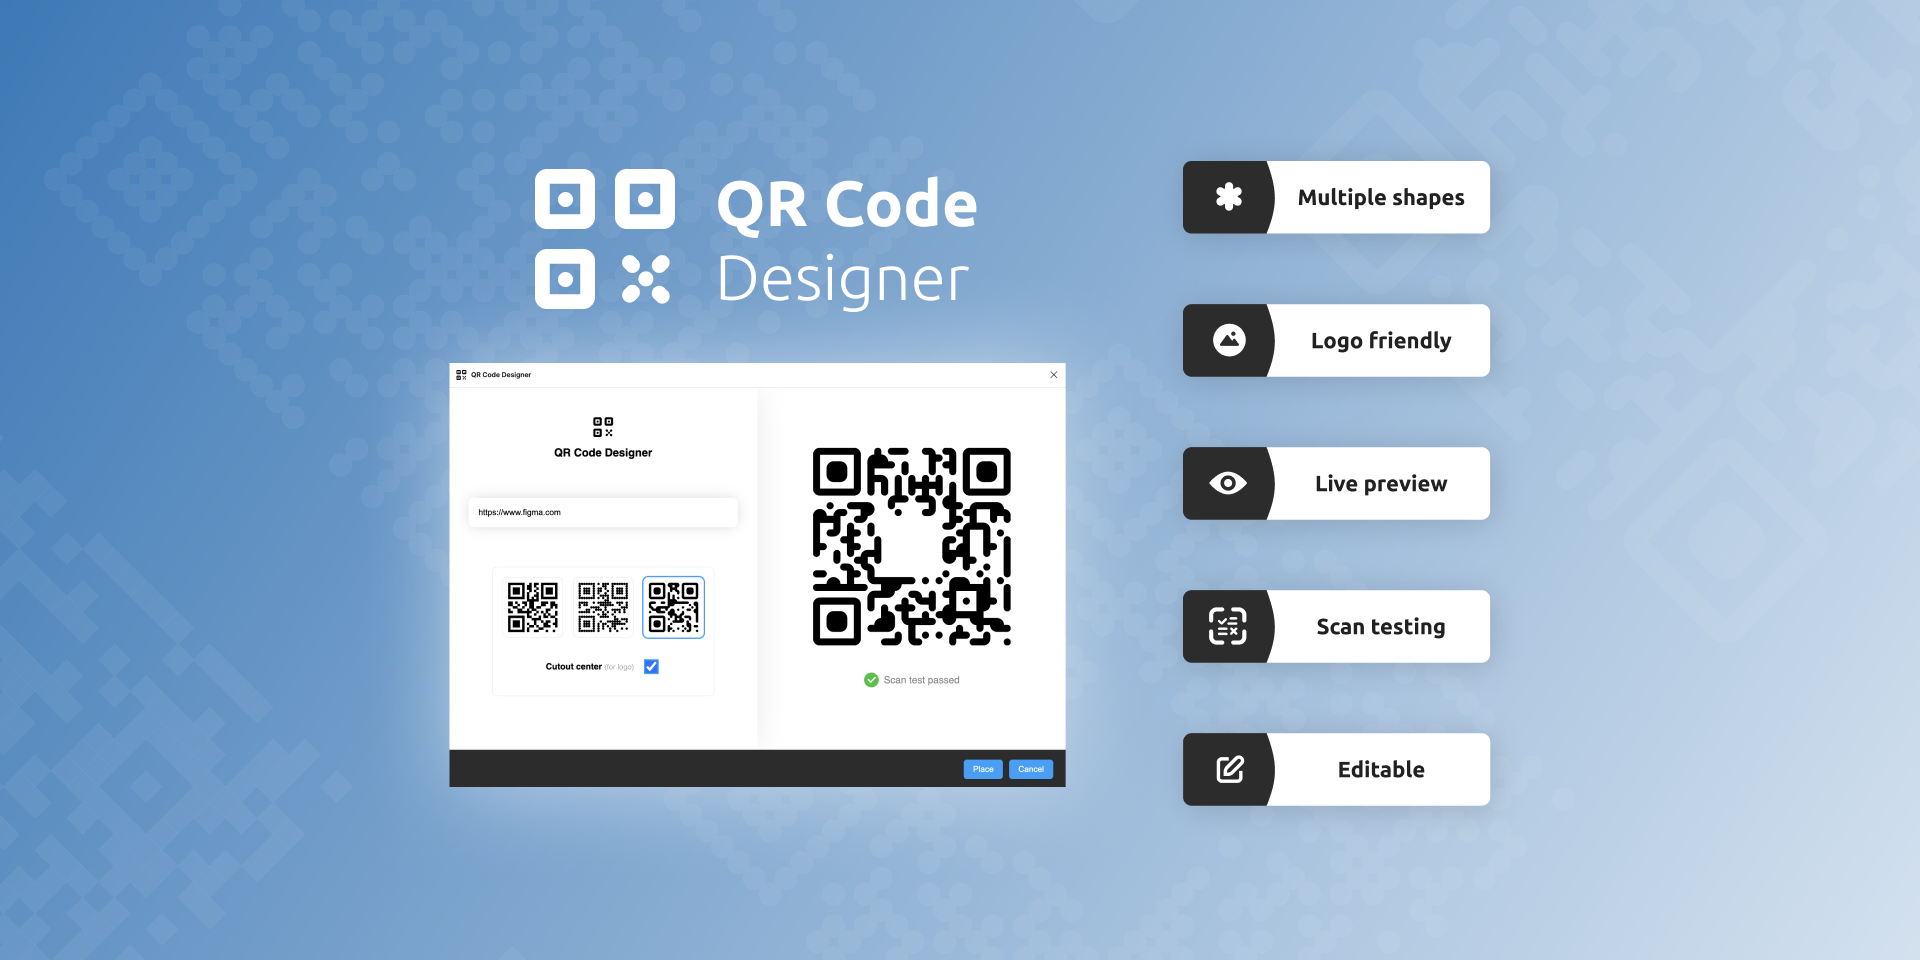 QR Code
Designer
QR Code Designer
QR Code Designer
https://www.figma.com
Cutout center (for logo)
Scan test passed
Place
Cancel
Multiple shapes
Logo friendly
Live preview
Scan testing
Editable